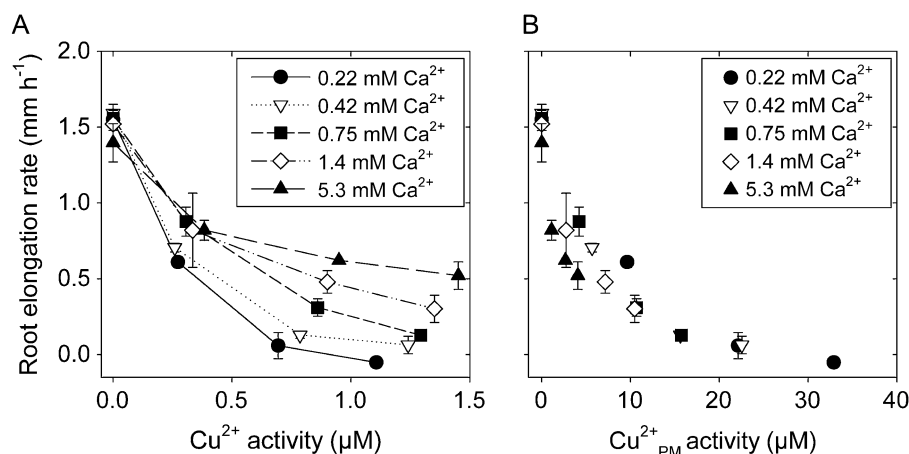 A
B
Root elongation rate (mm h⁻¹)
2.0
1.5
1.0
0.5
0.0
0.22 mM Ca²⁺
0.42 mM Ca²⁺
0.75 mM Ca²⁺
1.4 mM Ca²⁺
5.3 mM Ca²⁺
0.0
0.5
1.0
1.5
Cu²⁺ activity (µM)
0.22 mM Ca²⁺
0.42 mM Ca²⁺
0.75 mM Ca²⁺
1.4 mM Ca²⁺
5.3 mM Ca²⁺
0
10
20
30
40
Cu²⁺PM activity (µM)